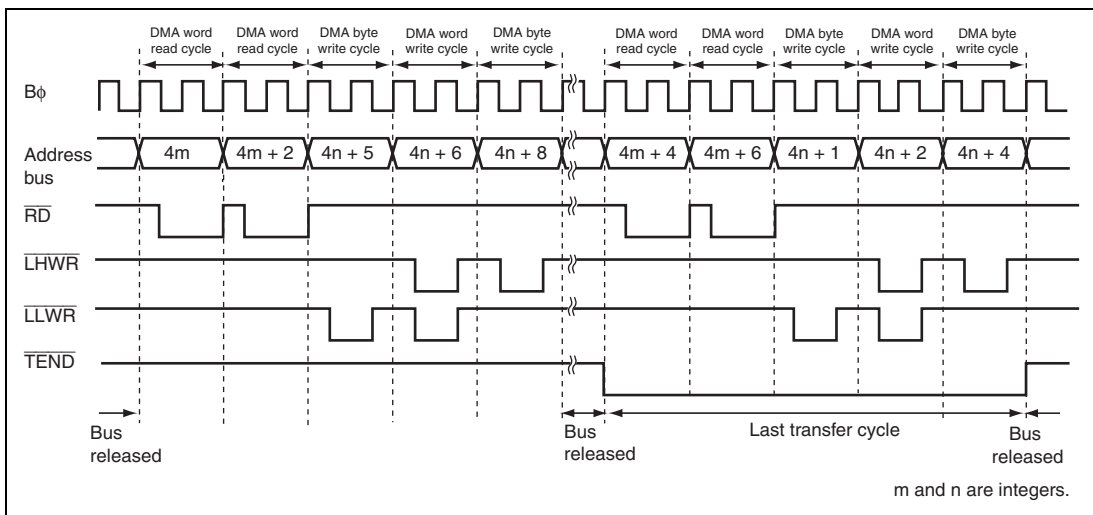 DMA word read cycle
DMA word read cycle
DMA byte write cycle
DMA word write cycle
DMA byte write cycle
DMA word read cycle
DMA word read cycle
DMA byte write cycle
DMA word write cycle
DMA byte write cycle
Bϕ
Address bus
4m
4m + 2
4n + 5
4n + 6
4n + 8
4m + 4
4m + 6
4n + 1
4n + 2
4n + 4
RD
LHWR
LLWR
TEND
Bus released
Bus released
Last transfer cycle
Bus released
m and n are integers.